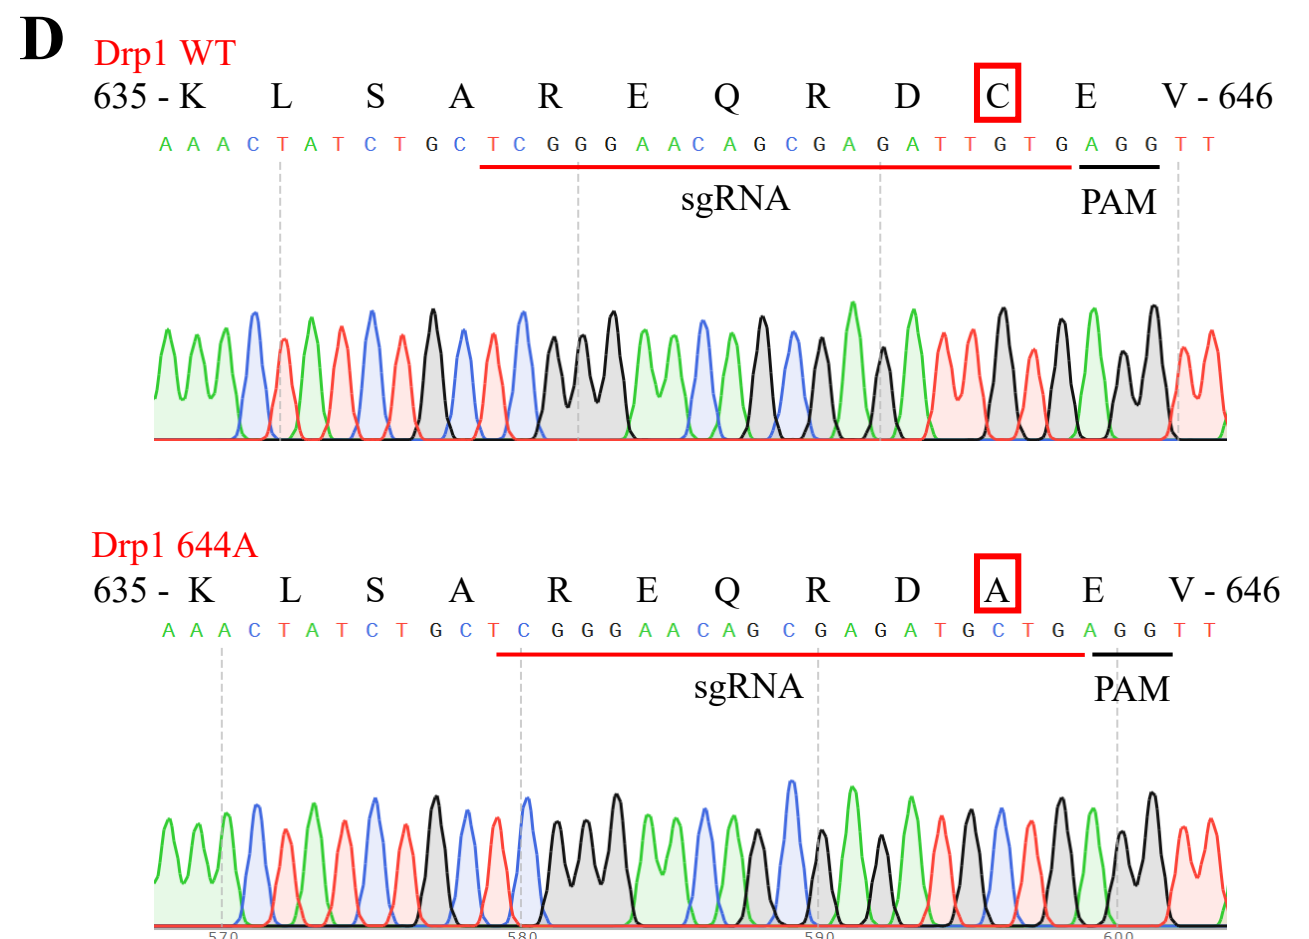 D
Drp1 WT
635 - K L S A R E Q R D C E V - 646
A A A C T A T C T G C T C G G G A A C A G C G A G A T T G T G A G G T T
sgRNA PAM
Drp1 644A
635 - K L S A R E Q R D A E V - 646
A A A C T A T C T G C T C G G G A A C A G C G A G A T G C T G A G G T T
sgRNA PAM
570 580 590 600